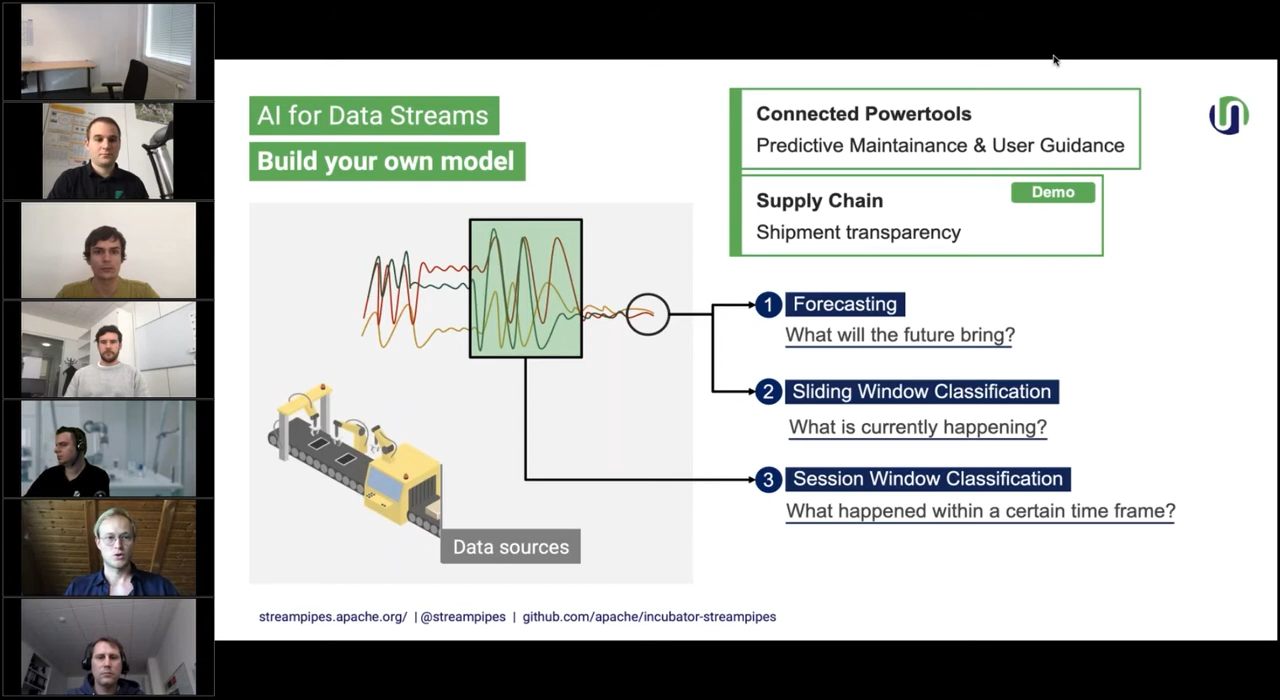 AI for Data Streams
Build your own model
Connected Powertools
Predictive Maintainance & User Guidance
Supply Chain
Demo
Shipment transparency
1 Forecasting
What will the future bring?
2 Sliding Window Classification
What is currently happening?
3 Session Window Classification
What happened within a certain time frame?
Data sources
streampipes.apache.org/ | @streampipes | github.com/apache/incubator-streampipes